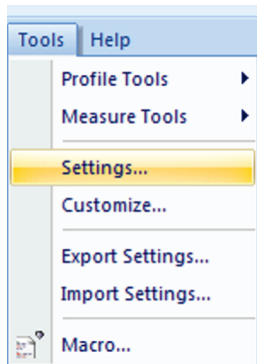 Tools Help
Profile Tools
Measure Tools
Settings...
Customize...
Export Settings...
Import Settings...
Macro...